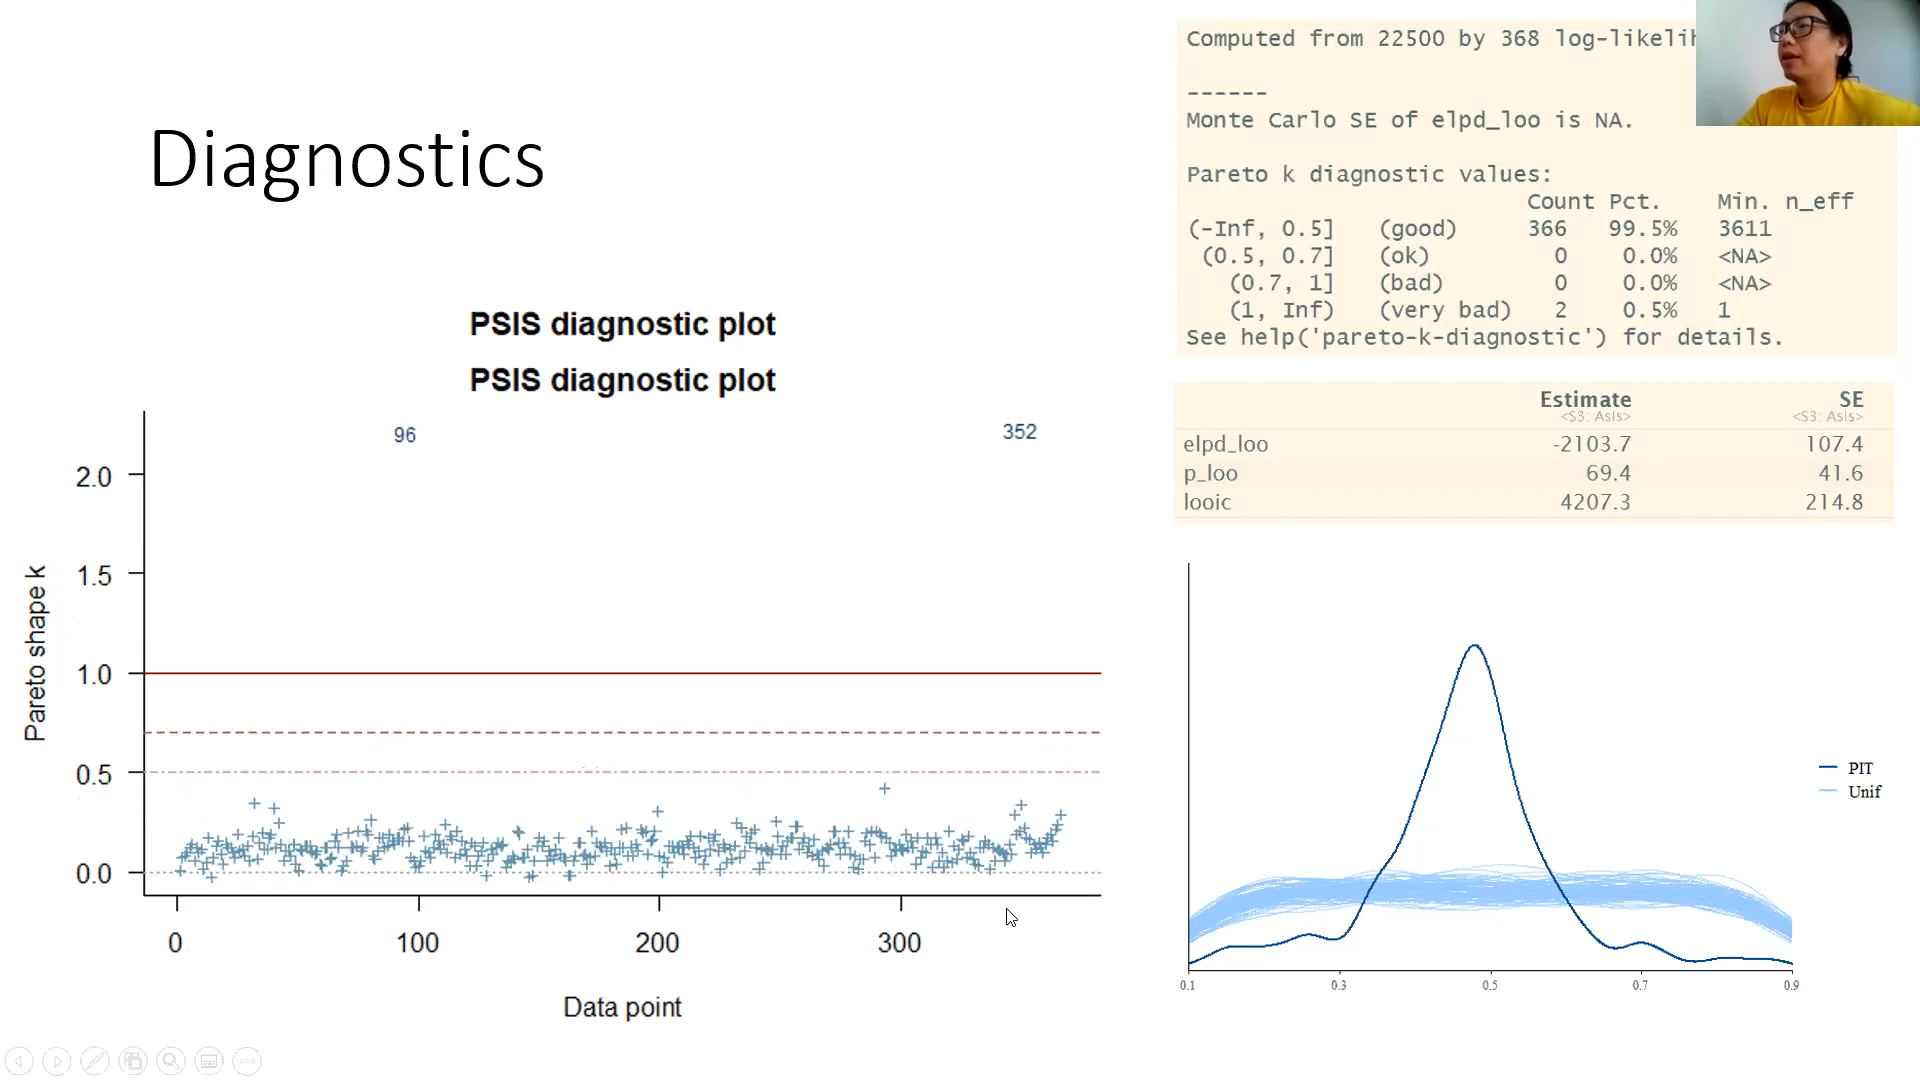 Diagnostics
PSIS diagnostic plot
PSIS diagnostic plot
96
352
2.0
1.5
1.0
0.5
0.0
Pareto shape k
0
100
200
300
Data point
Computed from 22500 by 368
------
Monte Carlo SE of elpd_loo is NA.
Pareto k diagnostic values:
Count Pct. Min. n_eff
(-Inf, 0.5] (good) 366 99.5% 3611
(0.5, 0.7] (ok) 0 0.0% <NA>
(0.7, 1] (bad) 0 0.0% <NA>
(1, Inf) (very bad) 2 0.5% 1
See help('pareto-k-diagnostic') for details.
Estimate SE
<S3: AsIs> <S3: AsIs>
elpd_loo -2103.7 107.4
p_loo 69.4 41.6
looic 4207.3 214.8
PIT
Unif
0.1
0.3
0.5
0.7
0.9